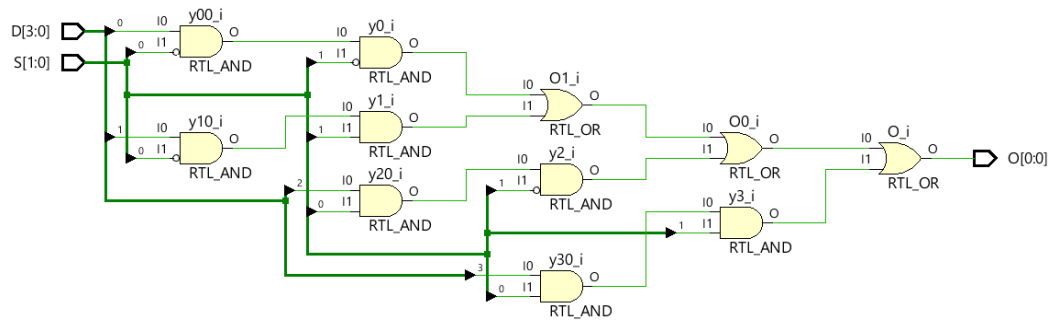 D[3:0]
S[1:0]
0
y00_i
I0
I1
O
0
RTL_AND
y0_i
I0
I1
O
1
RTL_AND
O1_i
I0
I1
O
RTL_OR
y10_i
1
I0
I1
O
0
RTL_AND
y1_i
I0
I1
O
1
RTL_AND
O0_i
I0
I1
O
RTL_OR
O_i
I0
I1
O
RTL_OR
O[0:0]
y20_i
2
I0
I1
O
0
RTL_AND
y2_i
I0
I1
O
1
RTL_AND
y3_i
I0
I1
O
1
RTL_AND
y30_i
3
I0
I1
O
0
RTL_AND